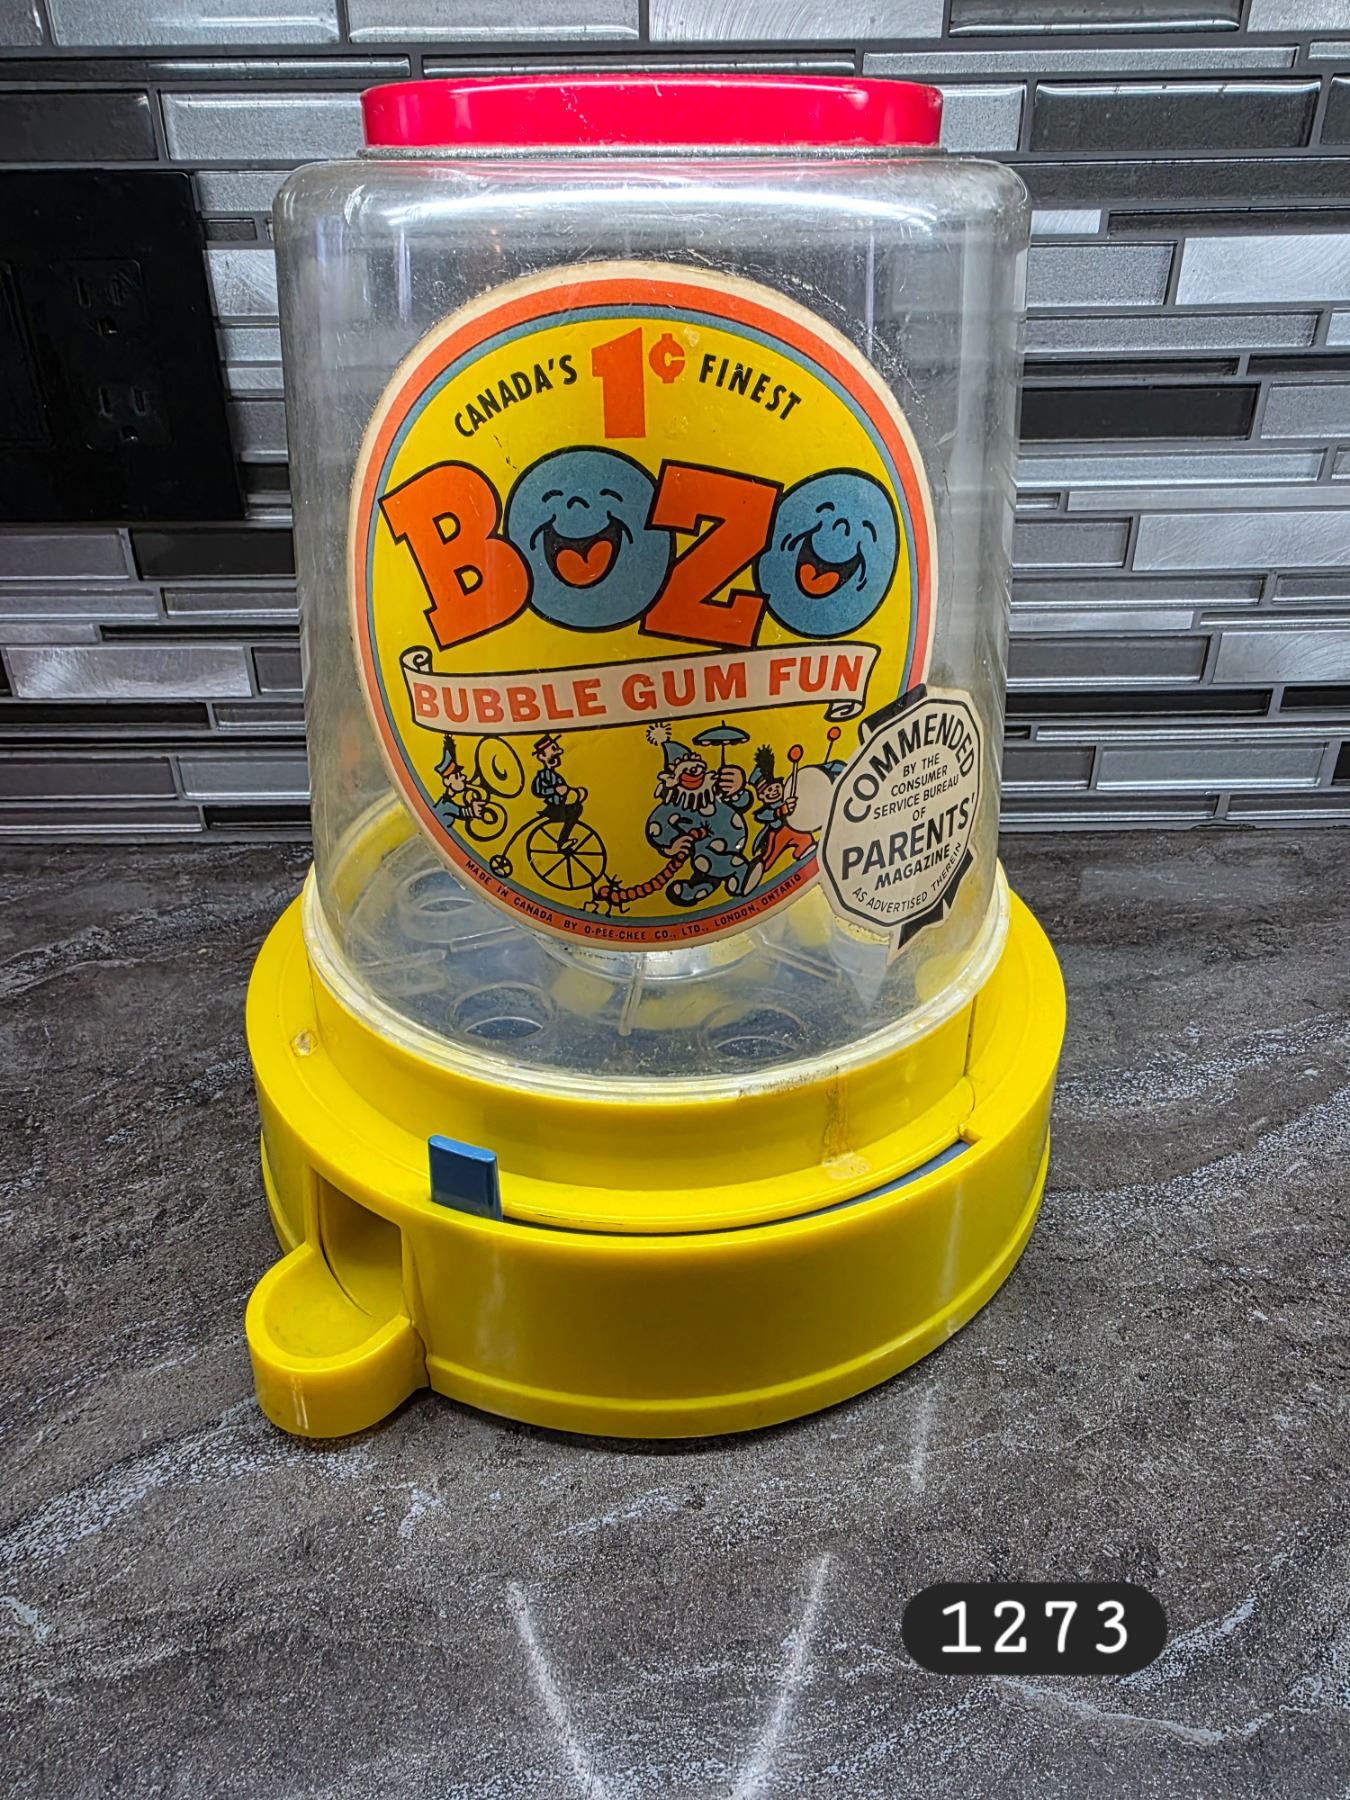 CANADA'S 1¢ FINEST
BOZO
BUBBLE GUM FUN
MADE IN CANADA BY O-PEE-CHEE CO., LTD., LONDON, ONTARIO
COMMENDED
BY THE
CONSUMER
SERVICE BUREAU
OF
PARENTS'
MAGAZINE
AS ADVERTISED THEREIN
1273